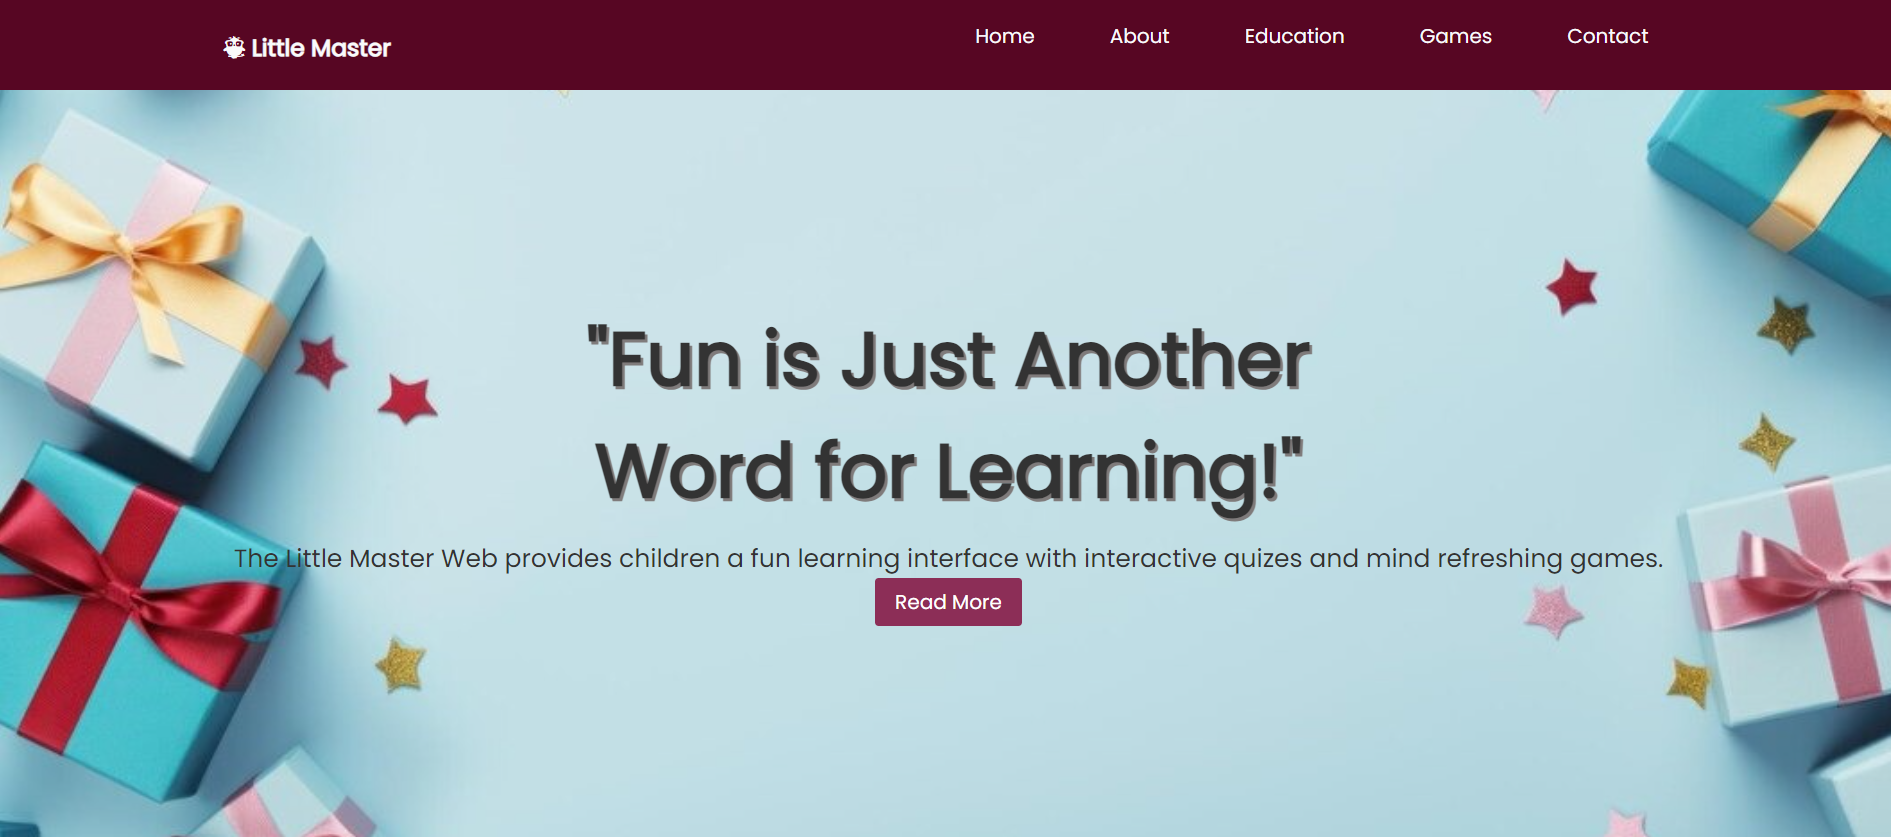 Little Master
Home About Education Games Contact
"Fun is Just Another
Word for Learning!"
The Little Master Web provides children a fun learning interface with interactive quizes and mind refreshing games.
Read More